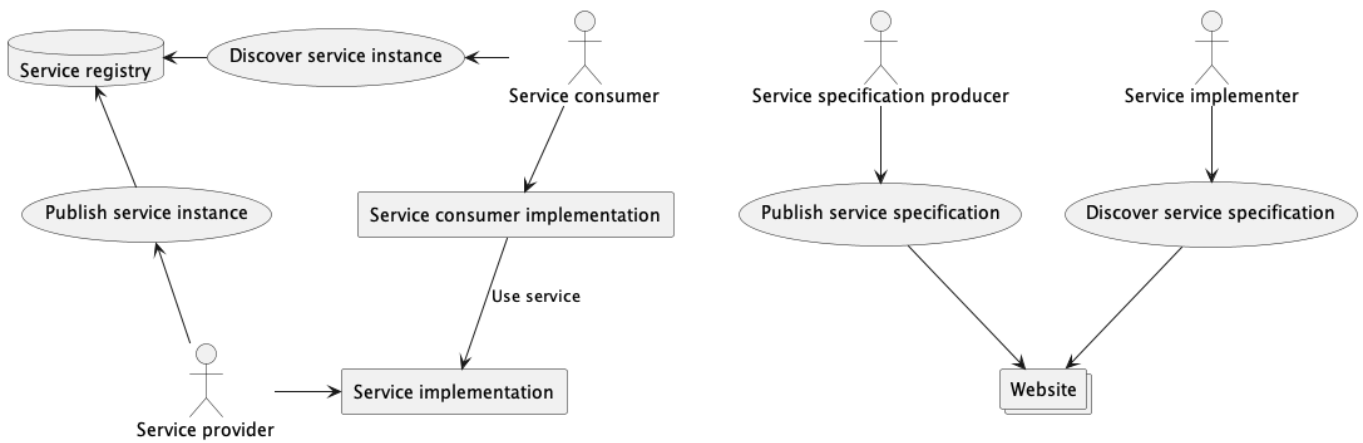 Discover service instance
Service registry
Service consumer
Service specification producer
Service implementer
Publish service instance
Service consumer implementation
Publish service specification
Discover service specification
Use service
Service implementation
Website
Service provider